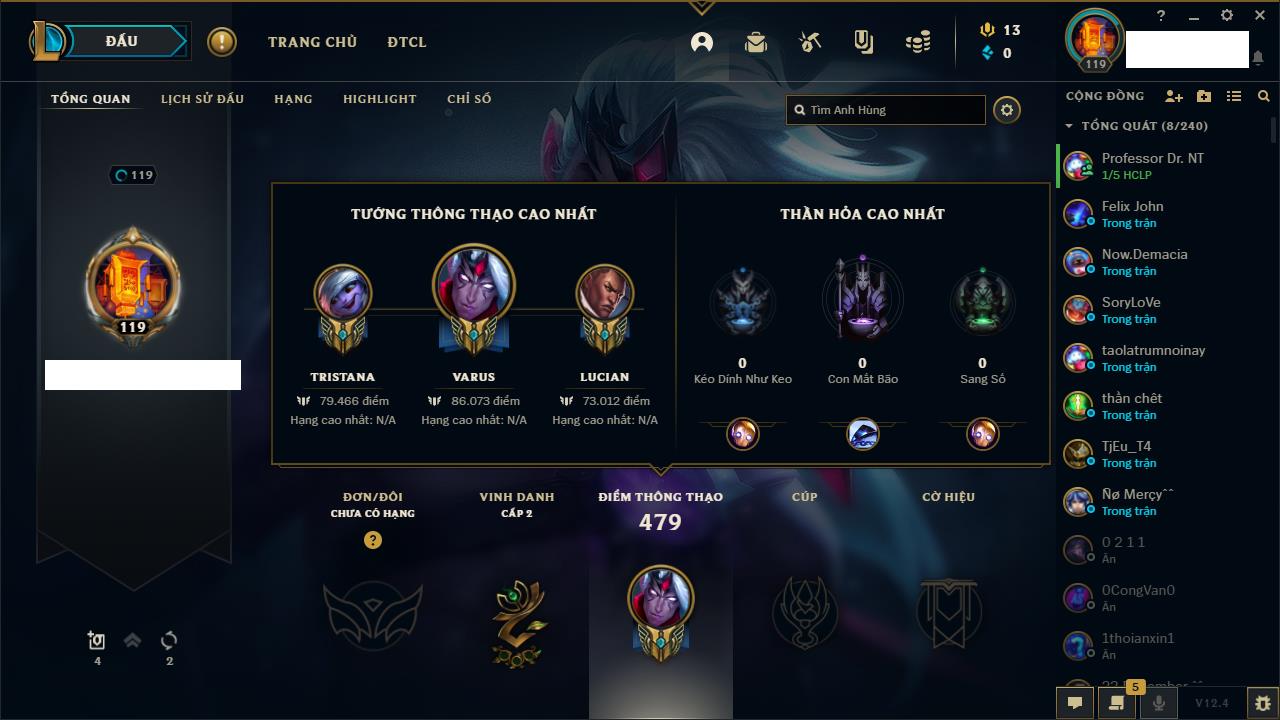 ĐẤU
TRANG CHỦ
ĐTCL
13
0
119
TỔNG QUAN
LỊCH SỬ ĐẤU
HẠNG
HIGHLIGHT
CHỈ SỐ
Tìm Anh Hùng
119
119
TƯỚNG THÔNG THẠO CAO NHẤT
TRISTANA
79.466 điểm
Hạng cao nhất: N/A
VARUS
86.073 điểm
Hạng cao nhất: N/A
LUCIAN
73.012 điểm
Hạng cao nhất: N/A
THẦN HỎA CAO NHẤT
0
Kéo Dính Như Keo
0
Con Mắt Bão
0
Sang Số
ĐƠN/ĐÔI
CHƯA CÓ HẠNG
?
VINH DANH
CẤP 2
ĐIỂM THÔNG THẠO
479
CÚP
CỜ HIỆU
4
2
CỘNG ĐỒNG
TỔNG QUÁT (8/240)
Professor Dr. NT
1/5 HCLP
Felix John
Trong trận
Now.Demacia
Trong trận
SoryLoVe
Trong trận
taolatrumnoinay
Trong trận
thần chêt
Trong trận
TjEu_T4
Trong trận
Ñø Merçyˆˆ
Trong trận
0 2 1 1
Ẩn
0CongVan0
Ẩn
1thoianxin1
Ẩn
5
V12.4